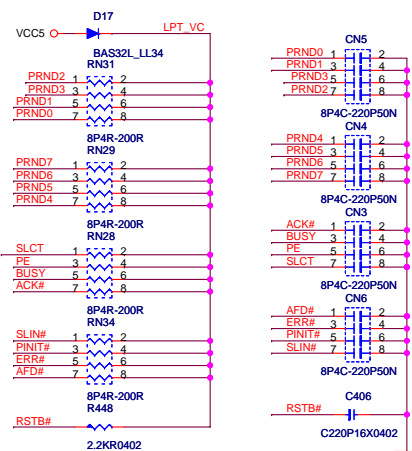 D17
VCC5
LPT_VC
BAS32L_LL34
RN31
PRND2 1 2
PRND3 3 4
PRND1 5 6
PRND0 7 8
8P4R-200R
RN29
PRND7 1 2
PRND6 3 4
PRND5 5 6
PRND4 7 8
8P4R-200R
RN28
SLCT 1 2
PE 3 4
BUSY 5 6
ACK# 7 8
8P4R-200R
RN34
SLIN# 1 2
PINIT# 3 4
ERR# 5 6
AFD# 7 8
8P4R-200R
R448
RSTB#
2.2KR0402
CN5
PRND0 1 2
PRND1 3 4
PRND3 5 6
PRND2 7 8
8P4C-220P50N
CN4
PRND4 1 2
PRND5 3 4
PRND6 5 6
PRND7 7 8
8P4C-220P50N
CN3
ACK# 1 2
BUSY 3 4
PE 5 6
SLCT 7 8
CN6
AFD# 1 2
ERR# 3 4
PINIT# 5 6
SLIN# 7 8
8P4C-220P50N
C406
RSTB#
C220P16X0402